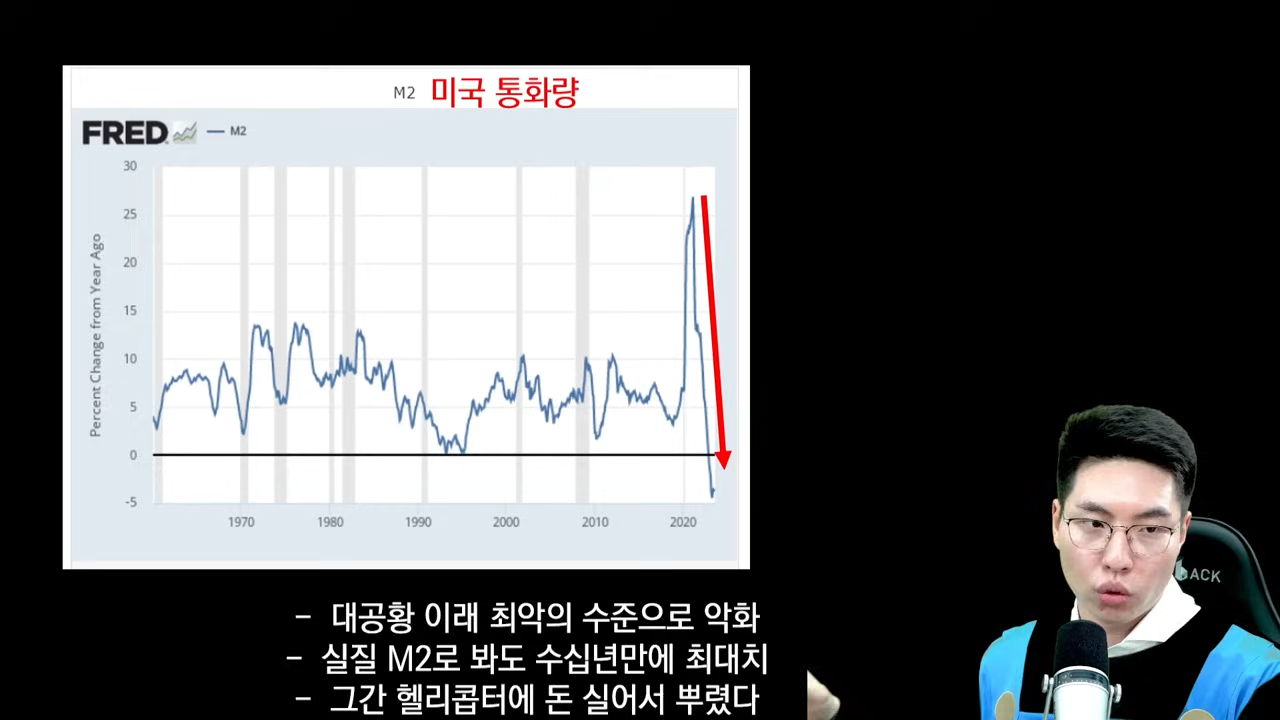 M2 미국 통화량
FRED M2
Percent Change from Year Ago
30
25
20
15
10
5
0
-5
1970 1980 1990 2000 2010 2020
- 대공황 이래 최악의 수준으로 악화
- 실질 M2로 봐도 수십년만에 최대치
- 그간 헬리콥터에 돈 실어서 뿌렸다
ACK